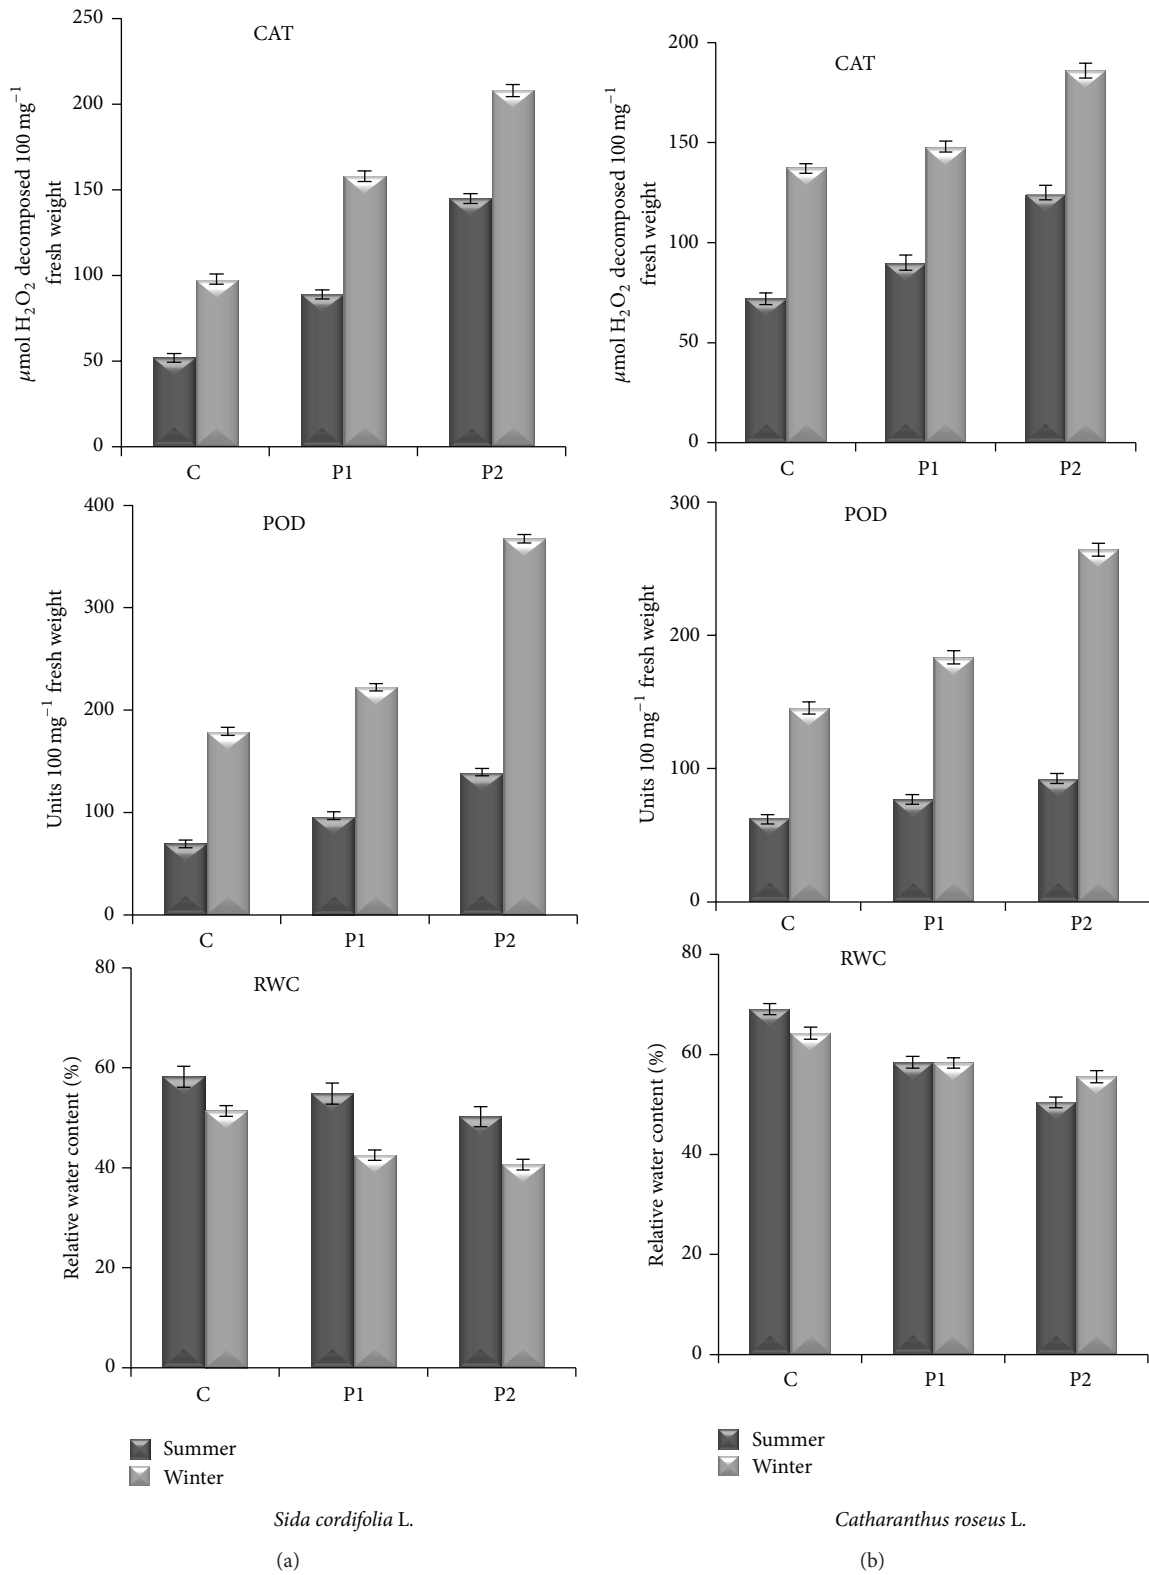 CAT
μmol H₂O₂ decomposed 100 mg⁻¹
fresh weight
250
200
150
100
50
0
C P1 P2
CAT
μmol H₂O₂ decomposed 100 mg⁻¹
fresh weight
200
150
100
50
0
C P1 P2
POD
Units 100 mg⁻¹ fresh weight
400
300
200
100
0
C P1 P2
POD
Units 100 mg⁻¹ fresh weight
300
200
100
0
C P1 P2
RWC
Relative water content (%)
80
60
40
20
0
C P1 P2
Summer
Winter
Sida cordifolia L.
(a)
RWC
Relative water content (%)
80
60
40
20
0
C P1 P2
Summer
Winter
Catharanthus roseus L.
(b)